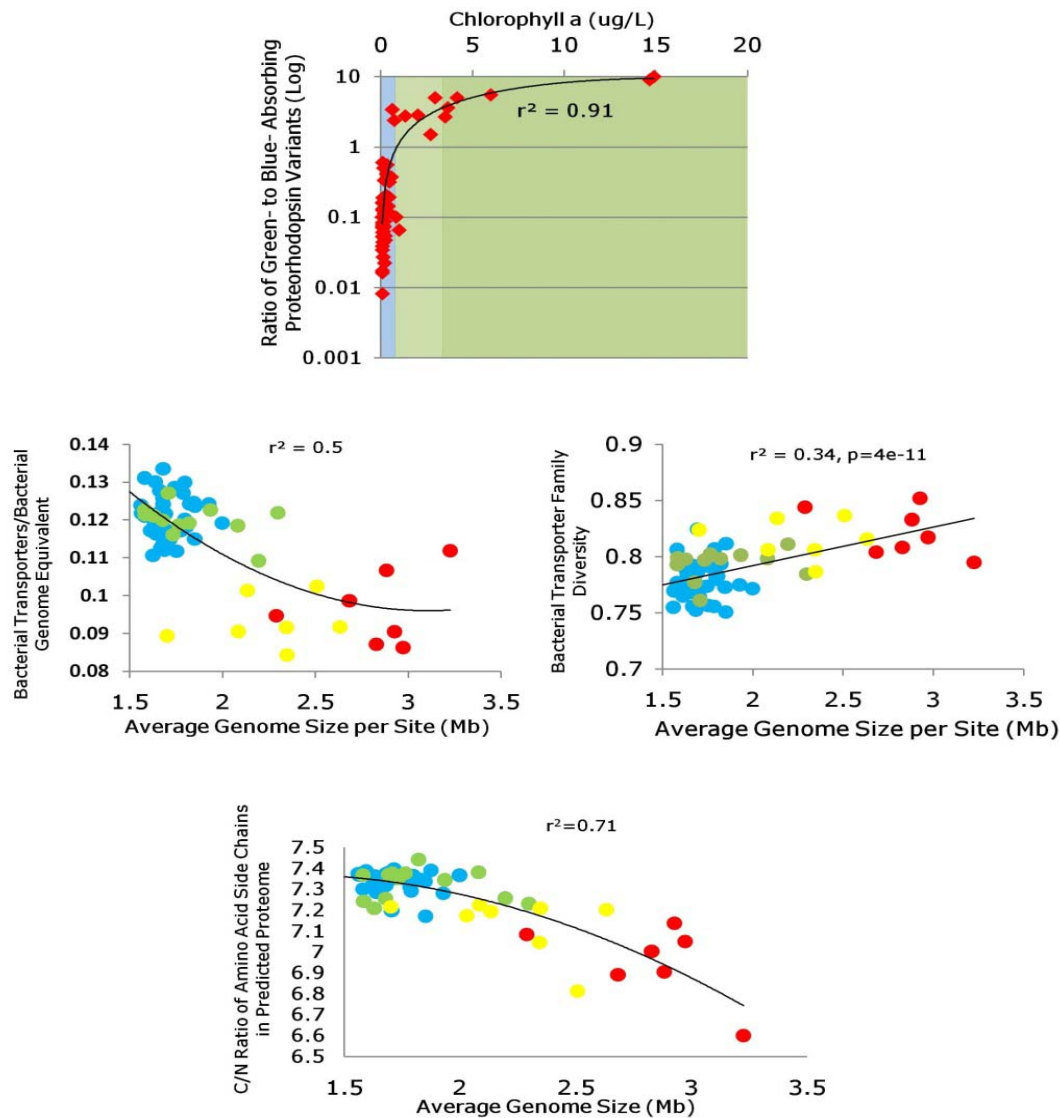 Chlorophyll a (ug/L)
0 5 10 15 20
Ratio of Green- to Blue- Absorbing
Proteorhodopsin Variants (Log)
10
1
0.1
0.01
0.001
r² = 0.91
Bacterial Transporters/Bacterial
Genome Equivalent
0.14
0.13
0.12
0.11
0.1
0.09
0.08
r² = 0.5
1.5 2 2.5 3 3.5
Average Genome Size per Site (Mb)
Bacterial Transporter Family
Diversity
0.9
0.85
0.8
0.75
0.7
r² = 0.34, p=4e-11
1.5 2 2.5 3 3.5
Average Genome Size per Site (Mb)
C/N Ratio of Amino Acid Side Chains
in Predicted Proteome
7.5
7.4
7.3
7.2
7.1
7
6.9
6.8
6.7
6.6
6.5
r²=0.71
1.5 2 2.5 3 3.5
Average Genome Size (Mb)